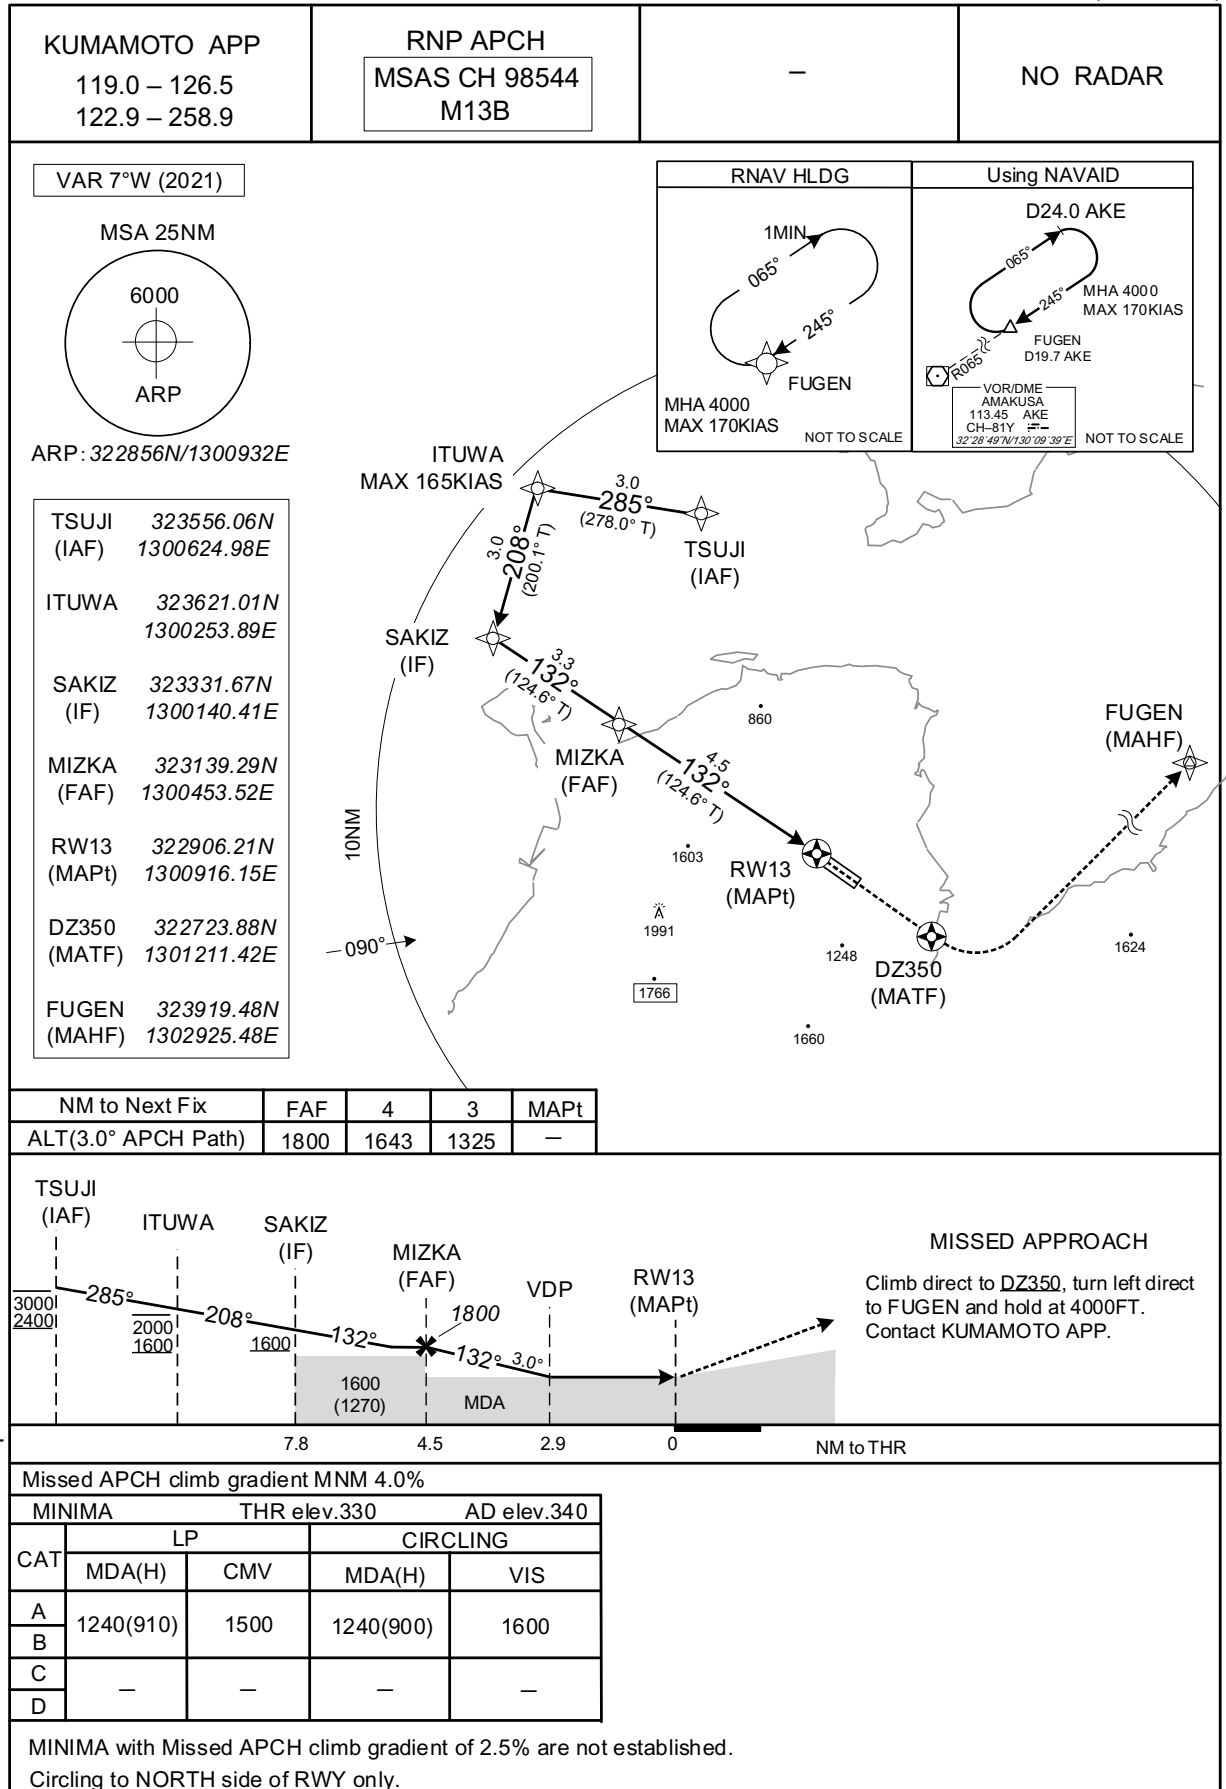 KUMAMOTO APP
119.0 – 126.5
122.9 – 258.9
RNP APCH
MSAS CH 98544
M13B
–
NO RADAR
VAR 7°W (2021)
MSA 25NM
6000
ARP
ARP: 322856N/1300932E
RNAV HLDG
1MIN
065°
245°
FUGEN
MHA 4000
MAX 170KIAS
NOT TO SCALE
Using NAVAID
D24.0 AKE
065°
245°
MHA 4000
MAX 170KIAS
FUGEN
D19.7 AKE
R065
VOR/DME
AMAKUSA
113.45 AKE
CH–81Y
32°28'49"N/130°09'39"E
NOT TO SCALE
TSUJI 323556.06N
(IAF) 1300624.98E
ITUWA 323621.01N
1300253.89E
SAKIZ 323331.67N
(IF) 1300140.41E
MIZKA 323139.29N
(FAF) 1300453.52E
RW13 322906.21N
(MAPt) 1300916.15E
DZ350 322723.88N
(MATF) 1301211.42E
FUGEN 323919.48N
(MAHF) 1302925.48E
ITUWA
MAX 165KIAS
3.0
285°
(278.0° T)
TSUJI
(IAF)
3.0
208°
(200.1° T)
SAKIZ
(IF)
3.3
132°
(124.6° T)
MIZKA
(FAF)
860
4.5
132°
(124.6° T)
FUGEN
(MAHF)
10NM
1603
RW13
(MAPt)
1991
090°
1248
1624
DZ350
(MATF)
1766
1660
NM to Next Fix FAF 4 3 MAPt
ALT(3.0° APCH Path) 1800 1643 1325 –
TSUJI
(IAF)
ITUWA
SAKIZ
(IF)
MIZKA
(FAF)
VDP
RW13
(MAPt)
3000
2400
285°
2000
1600
208°
1600
132°
1800
132° 3.0°
1600
(1270)
MDA
MISSED APPROACH
Climb direct to DZ350, turn left direct
to FUGEN and hold at 4000FT.
Contact KUMAMOTO APP.
7.8 4.5 2.9 0 NM to THR
Missed APCH climb gradient MNM 4.0%
MINIMA THR elev.330 AD elev.340
CAT LP CIRCLING
MDA(H) CMV MDA(H) VIS
A
B
1240(910) 1500 1240(900) 1600
C
D
– – – –
MINIMA with Missed APCH climb gradient of 2.5% are not established.
Circling to NORTH side of RWY only.